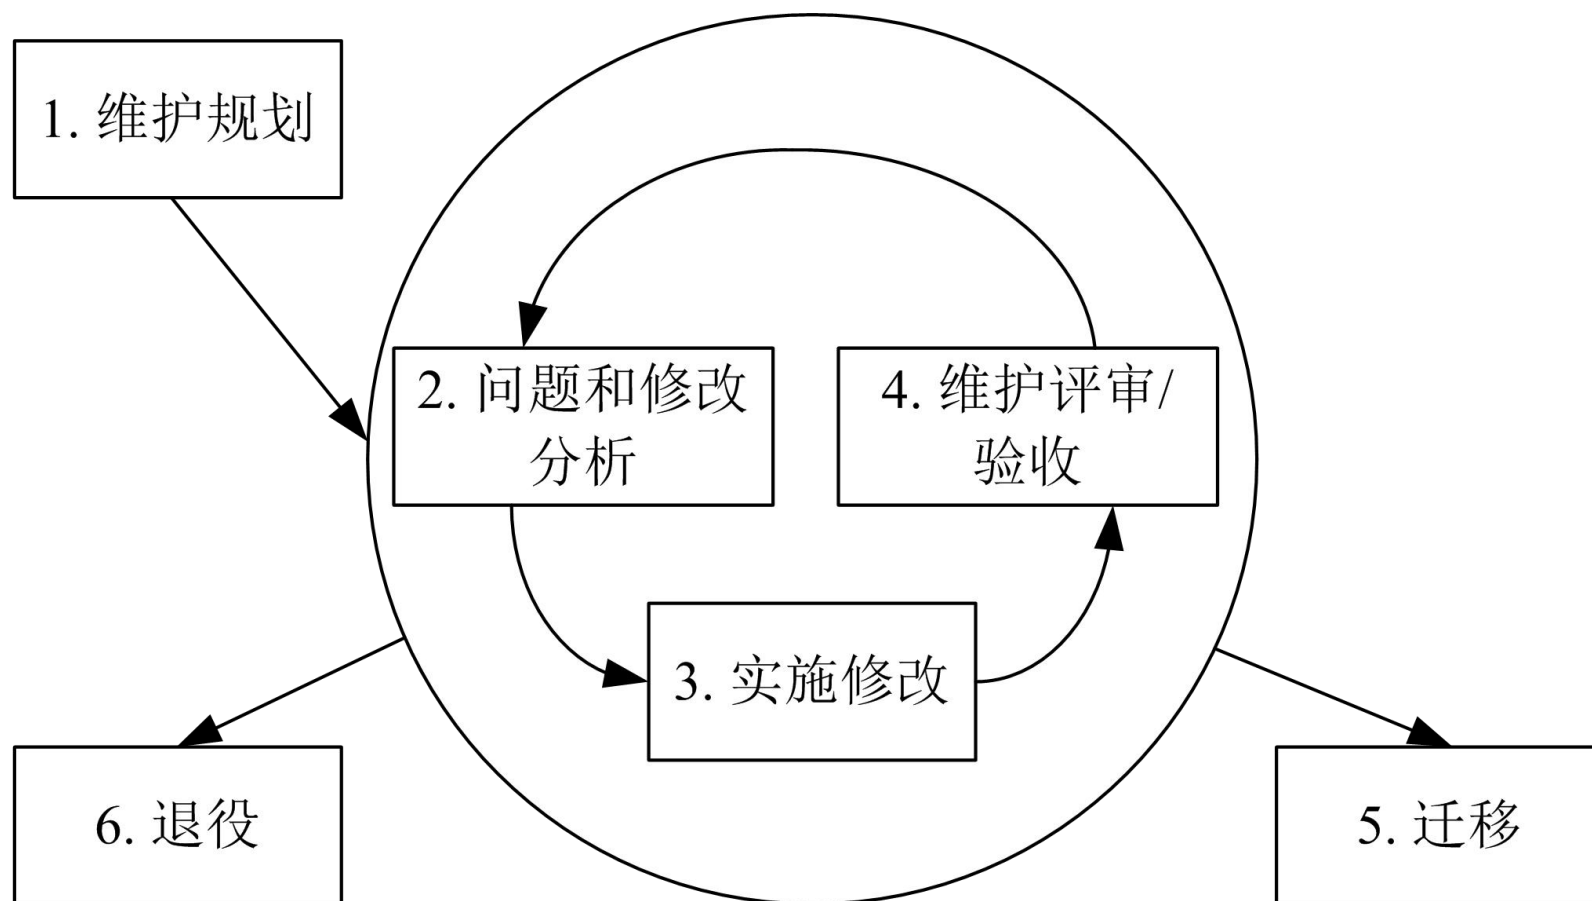 1. 维护规划
2. 问题和修改
分析
4. 维护评审/
验收
3. 实施修改
6. 退役
5. 迁移